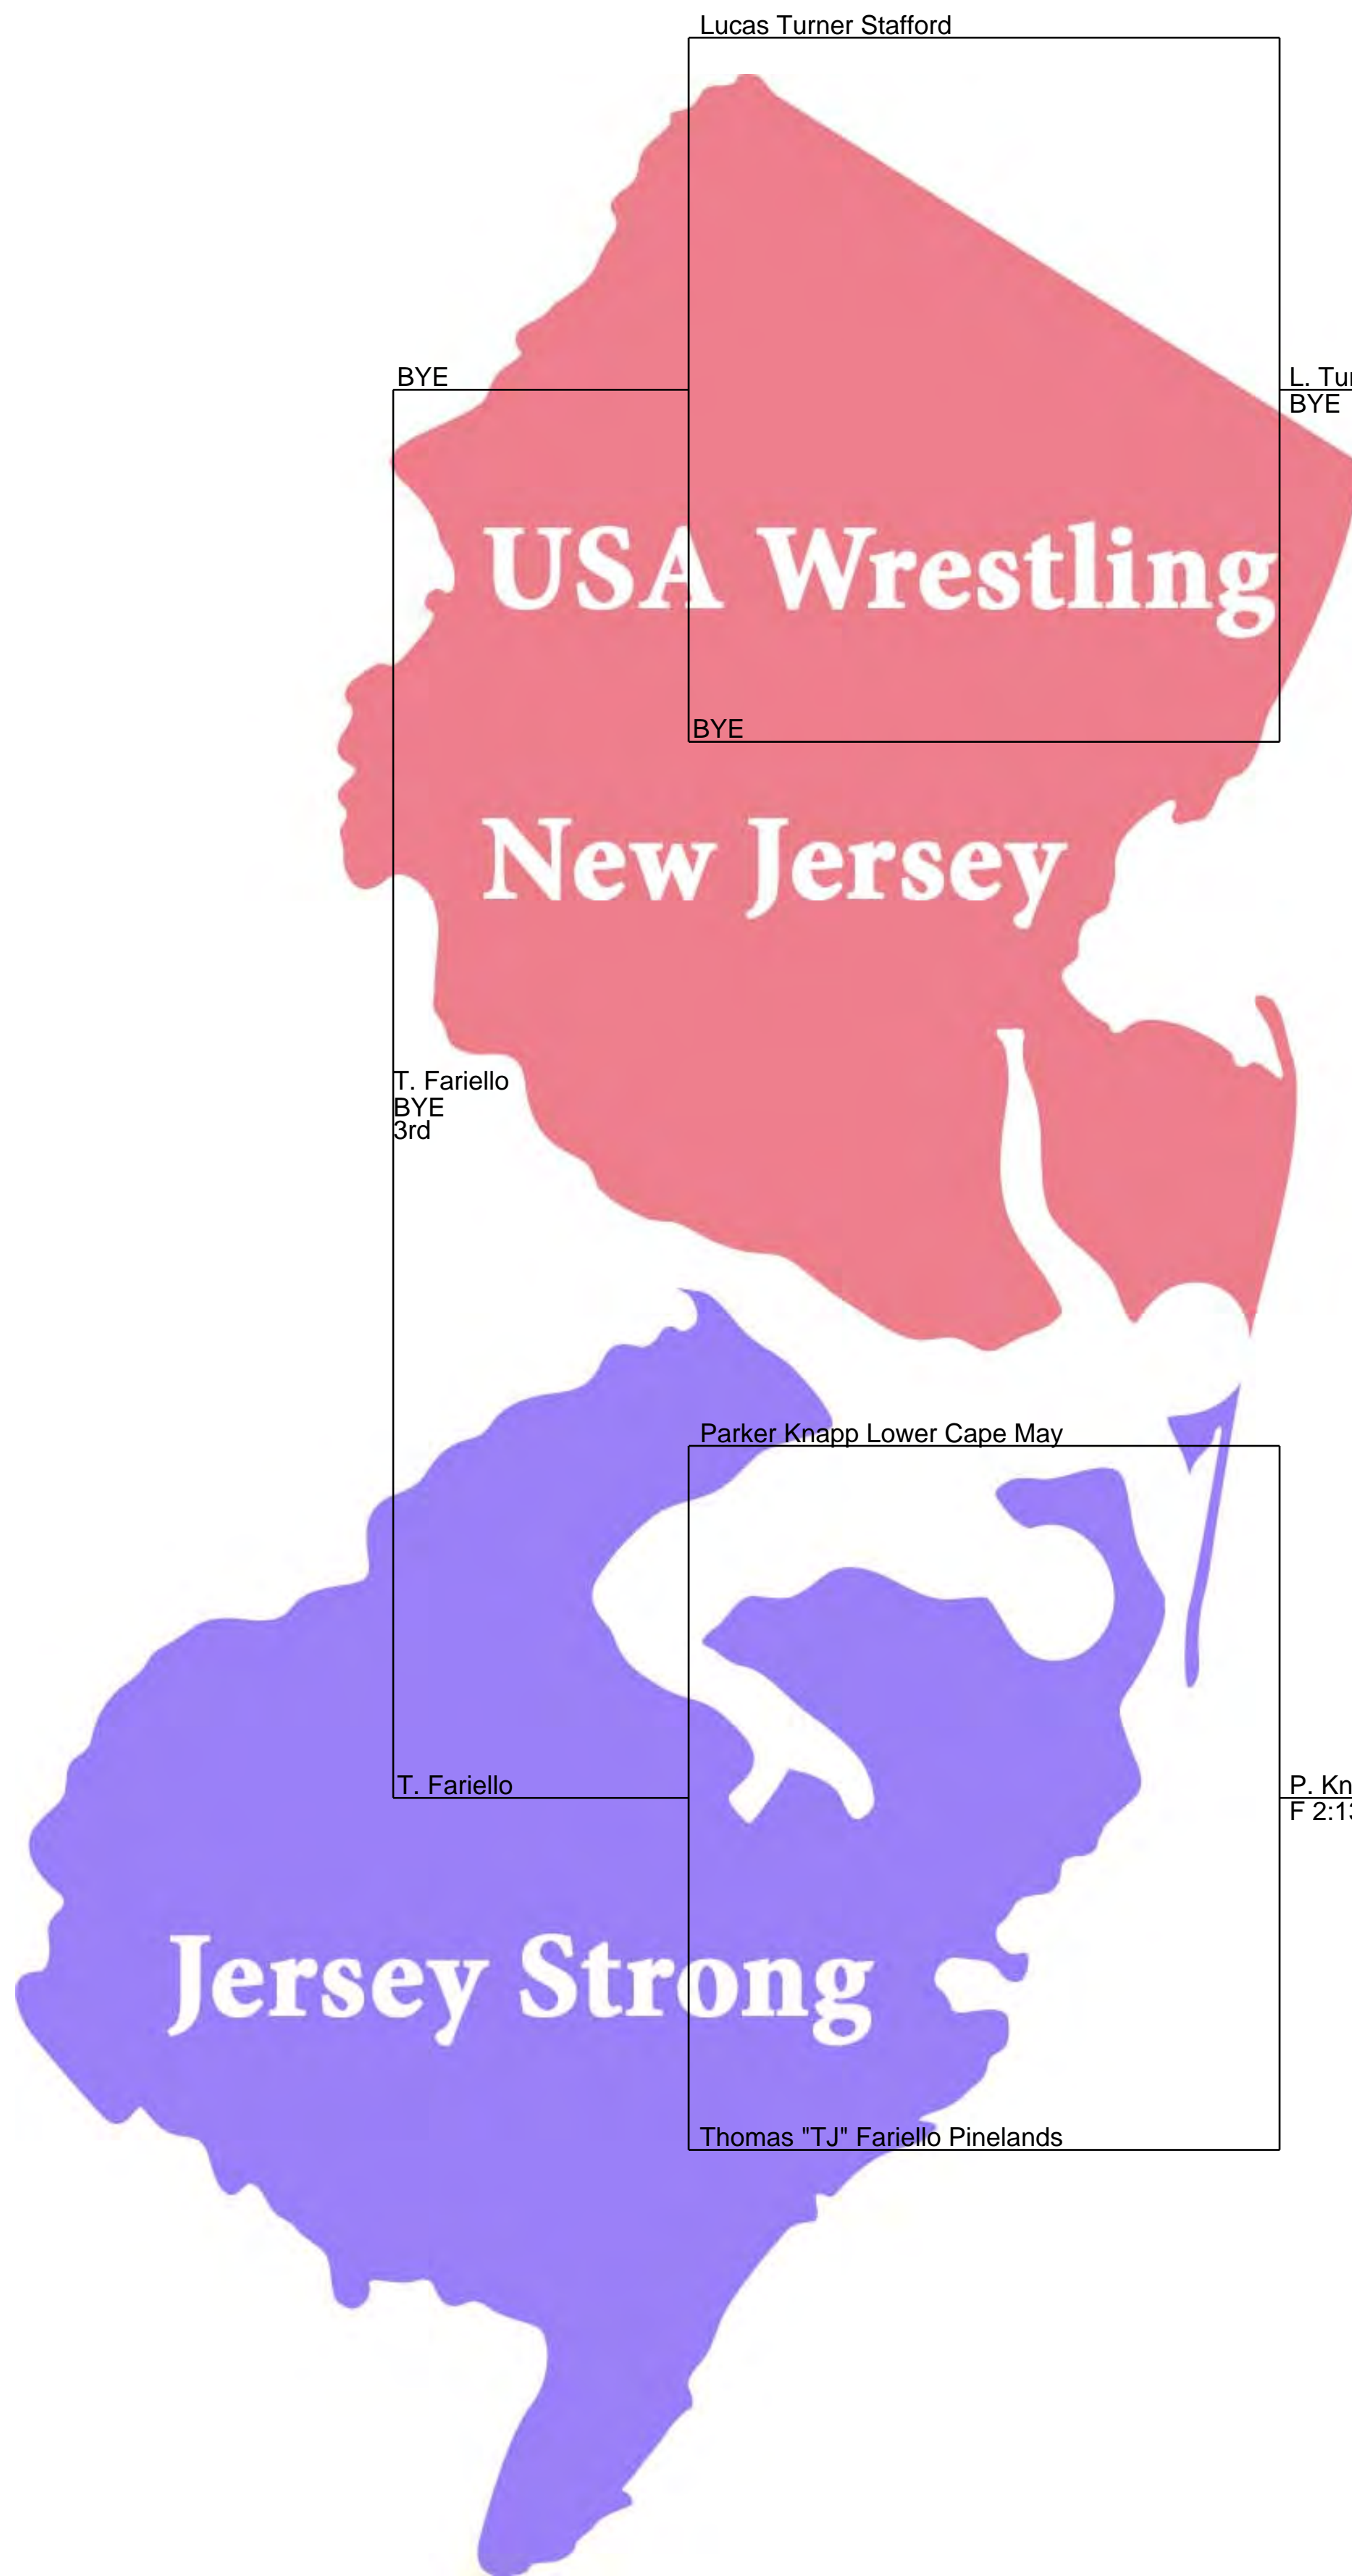 Lucas Turner Stafford
BYE
L. Tur
BYE
USA Wrestling
BYE
New Jersey
T. Fariello
BYE
3rd
Parker Knapp Lower Cape May
T. Fariello
P. Kn
F 2:13
Jersey Strong
Thomas "TJ" Fariello Pinelands